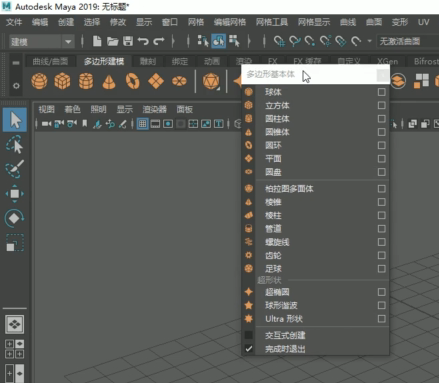 Autodesk Maya 2019: 无标题*
文件 编辑 创建 选择 修改 显示 窗口 网格 编辑网格 网格工具 网格显示 曲线 曲面 变形 UV
建模 无激活曲面
曲线/曲面 多边形建模 雕刻 绑定 动画 渲染 FX FX 缓存 自定义 XGen Bifrost
多边形基本体
视图 着色 照明 显示 渲染器 面板
球体
立方体
圆柱体
圆锥体
圆环
平面
圆盘
柏拉图多面体
棱锥
棱柱
管道
螺旋线
齿轮
足球
超形状
超椭圆
球形谐波
Ultra 形状
交互式创建
完成时退出